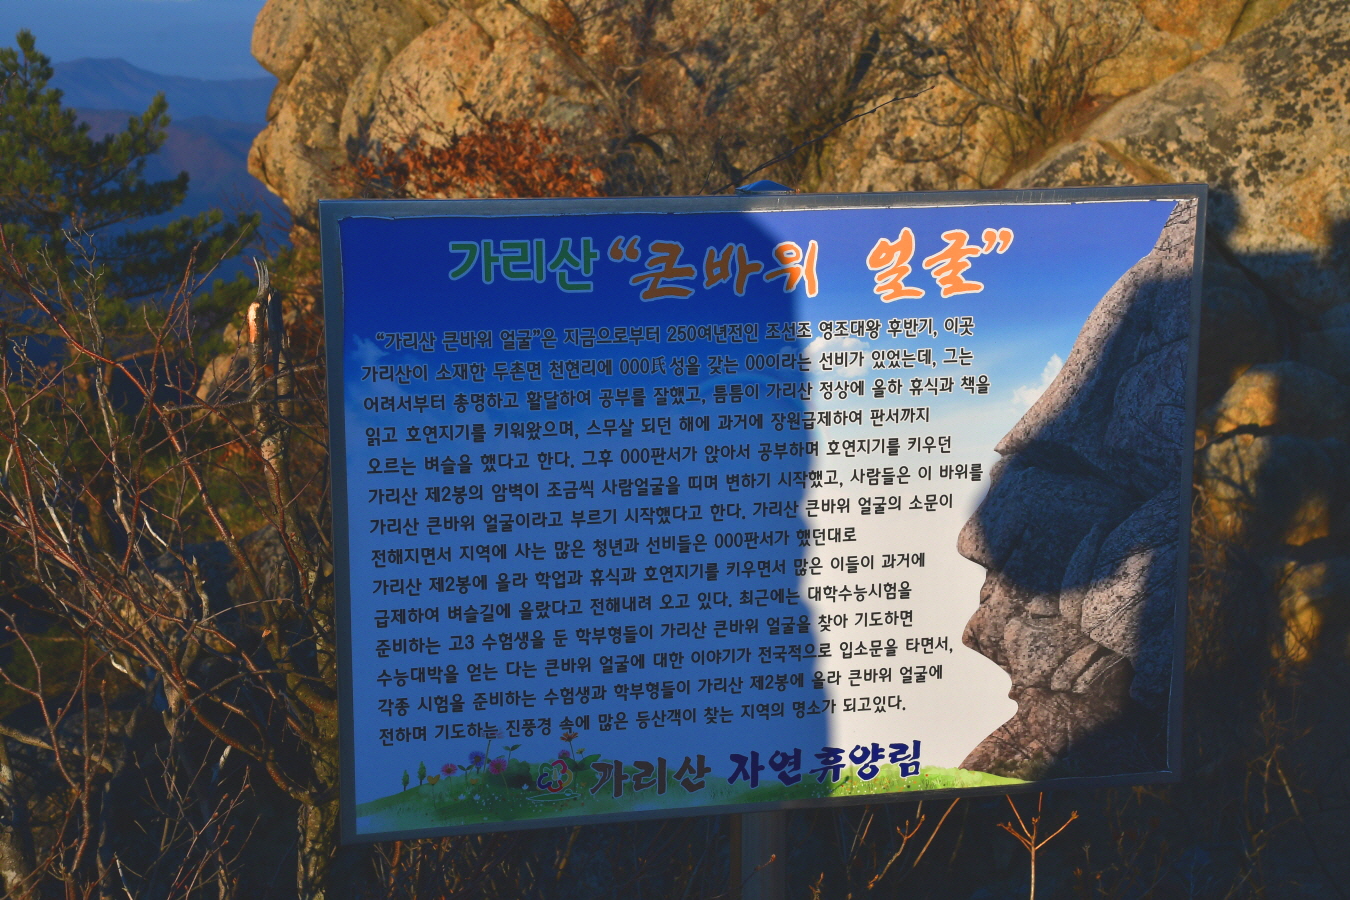 가리산 “큰바위 얼굴”
“가리산 큰바위 얼굴”은 지금으로부터 250여년전인 조선조 영조대왕 후반기, 이곳
가리산이 소재한 두촌면 천현리에 000氏 성을 갖는 00이라는 선비가 있었는데, 그는
어려서부터 총명하고 활달하여 공부를 잘했고, 틈틈이 가리산 정상에 올하 휴식과 책을
읽고 호연지기를 키워왔으며, 스무살 되던 해에 과거에 장원급제하여 판서까지
오르는 벼슬을 했다고 한다. 그후 000판서가 앉아서 공부하며 호연지기를 키우던
가리산 제2봉의 암벽이 조금씩 사람얼굴을 띠며 변하기 시작했고, 사람들은 이 바위를
가리산 큰바위 얼굴이라고 부르기 시작했다고 한다. 가리산 큰바위 얼굴의 소문이
전해지면서 지역에 사는 많은 청년과 선비들은 000판서가 했던대로
가리산 제2봉에 올라 학업과 휴식과 호연지기를 키우면서 많은 이들이 과거에
급제하여 벼슬길에 올랐다고 전해내려 오고 있다. 최근에는 대학수능시험을
준비하는 고3 수험생을 둔 학부형들이 가리산 큰바위 얼굴을 찾아 기도하면
수능대박을 얻는 다는 큰바위 얼굴에 대한 이야기가 전국적으로 입소문을 타면서,
각종 시험을 준비하는 수험생과 학부형들이 가리산 제2봉에 올라 큰바위 얼굴에
전하며 기도하는 진풍경 속에 많은 등산객이 찾는 지역의 명소가 되고있다.
가리산 자연휴양림